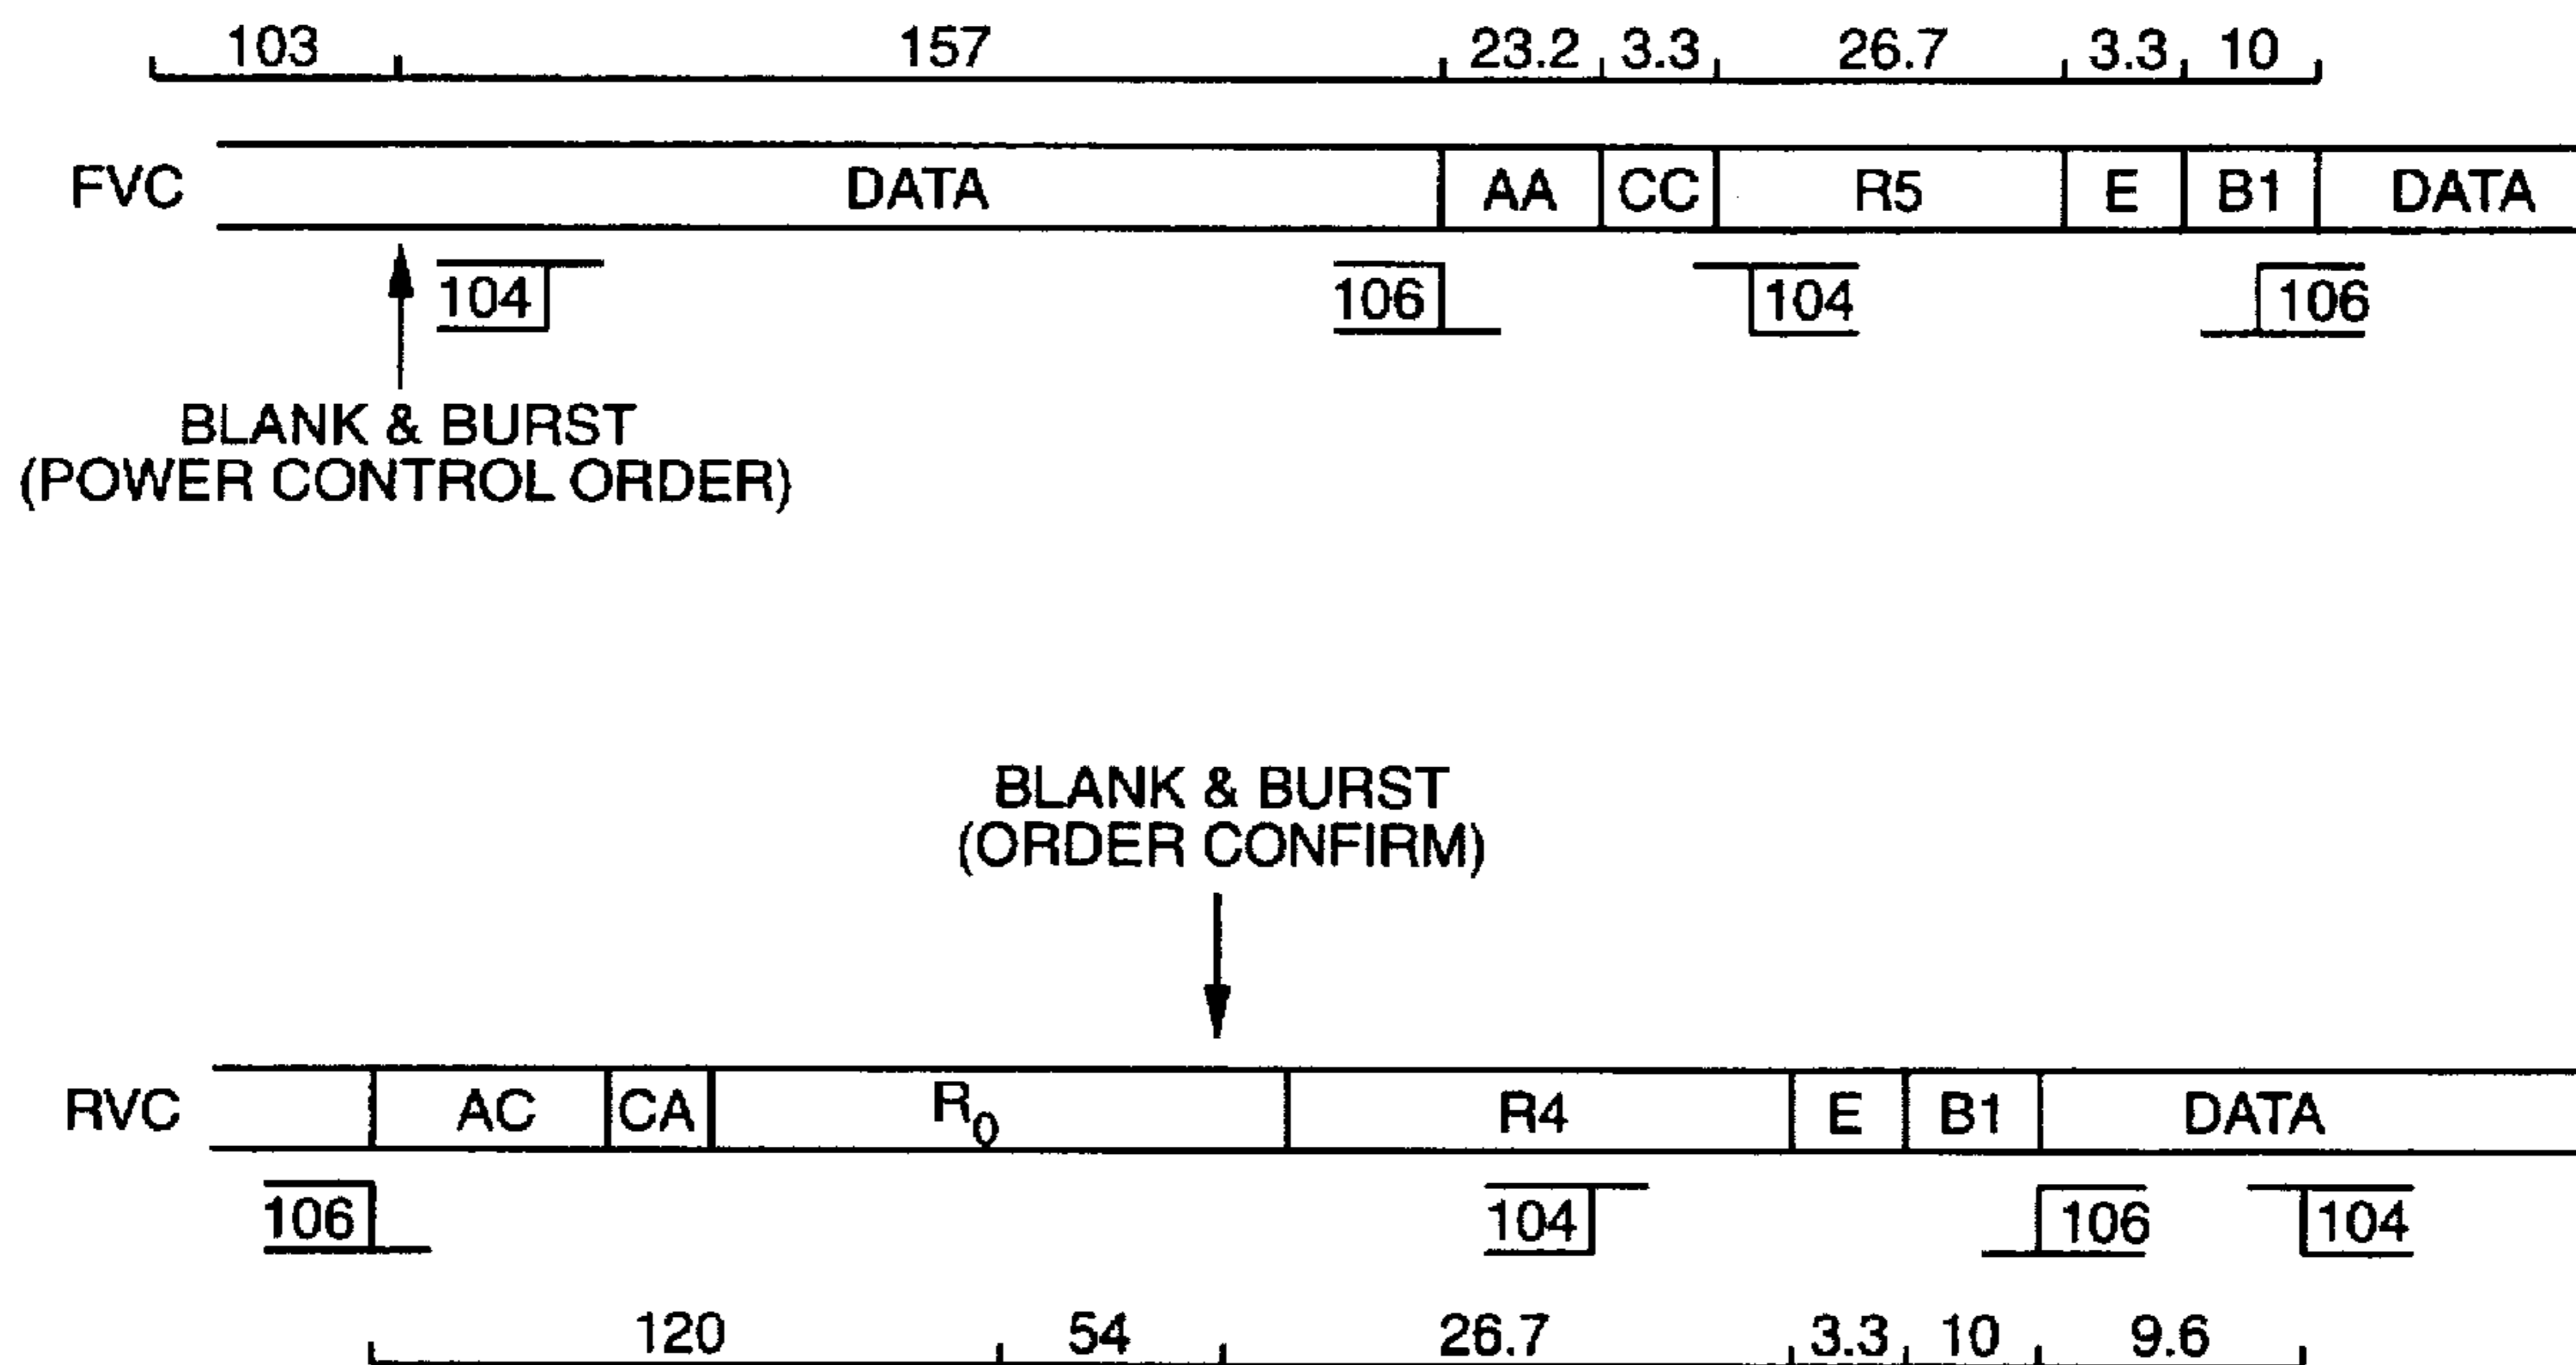 103 157 23.2 3.3 26.7 3.3 10
FVC DATA AA CC R5 E B1 DATA
104 106 104 106
BLANK & BURST
(POWER CONTROL ORDER)
BLANK & BURST
(ORDER CONFIRM)
RVC AC CA R0 R4 E B1 DATA
106 104 106 104
120 54 26.7 3.3 10 9.6